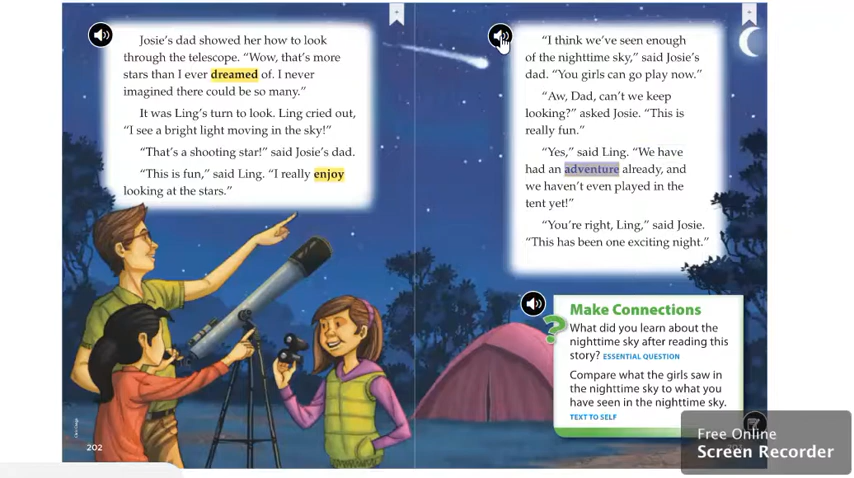 Josie's dad showed her how to look
through the telescope. “Wow, that's more
stars than I ever dreamed of. I never
imagined there could be so many.”
It was Ling's turn to look. Ling cried out,
“I see a bright light moving in the sky!”
“That's a shooting star!” said Josie's dad.
“This is fun,” said Ling. “I really enjoy
looking at the stars.”
202
“I think we've seen enough
of the nighttime sky,” said Josie's
dad. “You girls can go play now.”
“Aw, Dad, can't we keep
looking?” asked Josie. “This is
really fun.”
“Yes,” said Ling. “We have
had an adventure already, and
we haven't even played in the
tent yet!”
“You're right, Ling,” said Josie.
“This has been one exciting night.”
?
Make Connections
What did you learn about the
nighttime sky after reading this
story? ESSENTIAL QUESTION
Compare what the girls saw in
the nighttime sky to what you
have seen in the nighttime sky.
TEXT TO SELF
Free Online
Screen Recorder